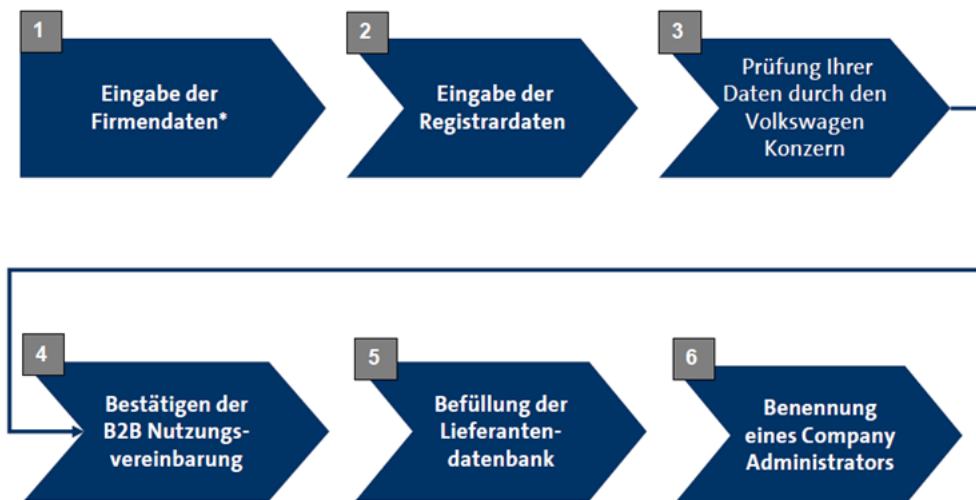 1
Eingabe der
Firmendaten*
2
Eingabe der
Registrardaten
3
Prüfung Ihrer
Daten durch den
Volkswagen
Konzern
4
Bestätigen der
B2B Nutzungs-
vereinbarung
5
Befüllung der
Lieferanten-
datenbank
6
Benennung
eines Company
Administrators